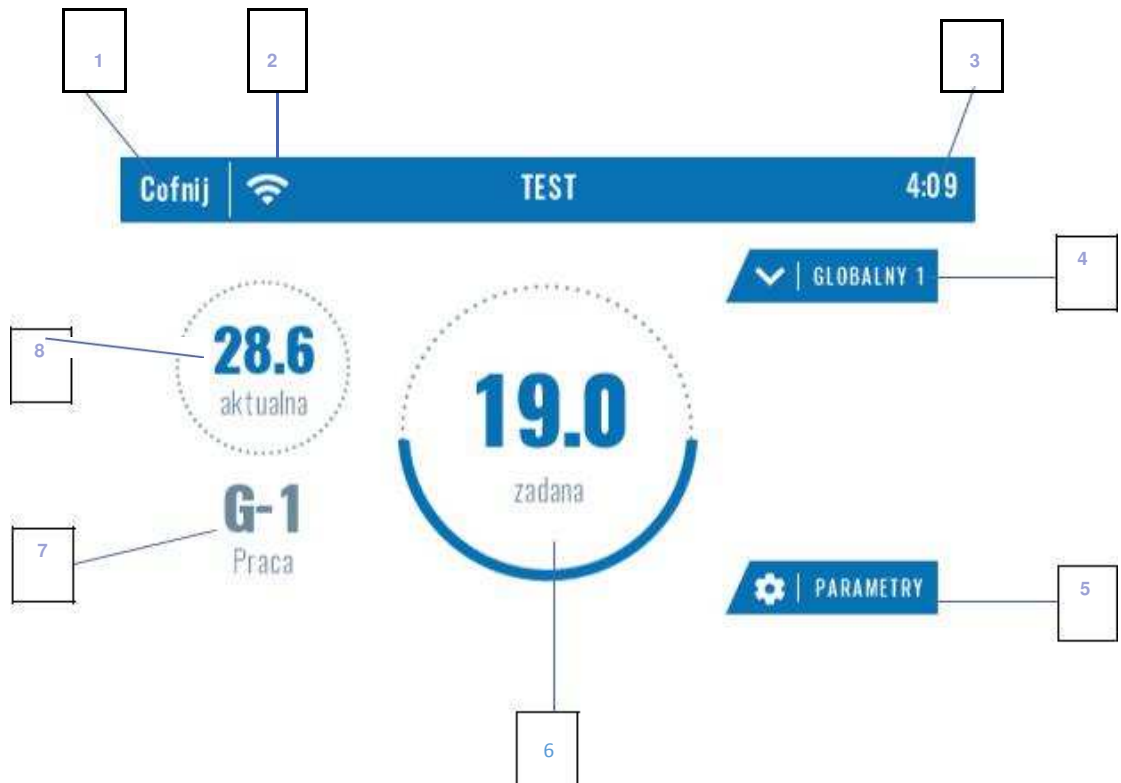 1
2
3
Cofnij
TEST
4:09
GLOBALNY 1
4
28.6
aktualna
8
19.0
zadana
G-1
Praca
7
PARAMETRY
5
6